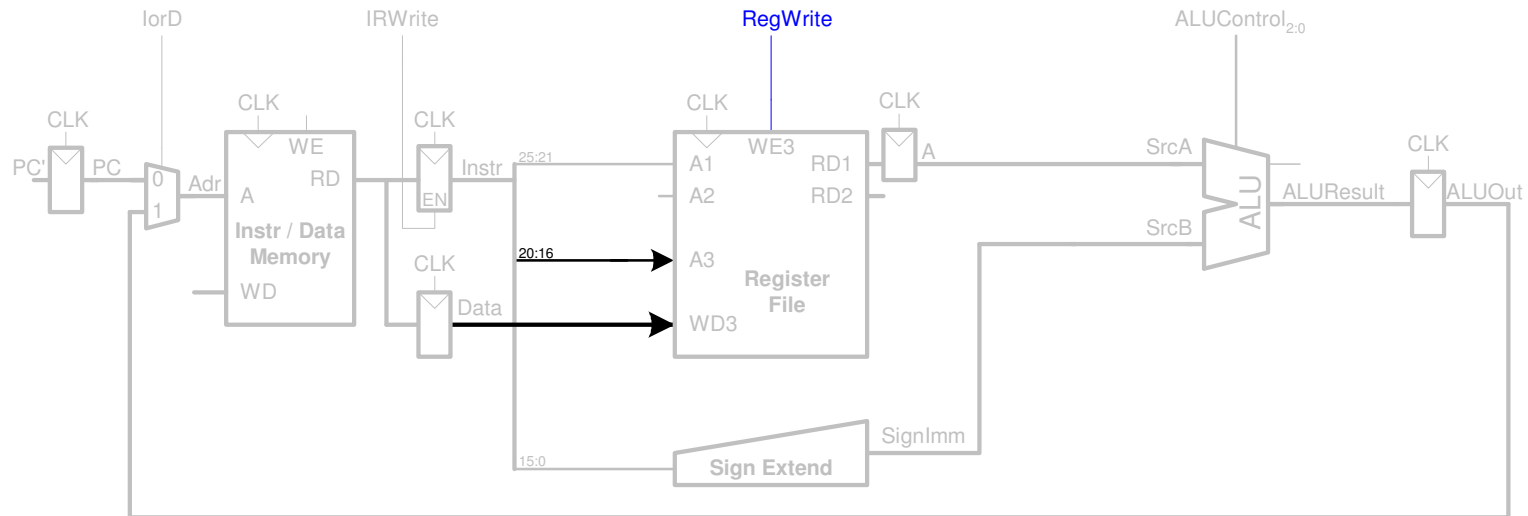 IorD
IRWrite
RegWrite
ALUControl2:0
CLK
CLK
CLK
CLK
CLK
CLK
PC'
PC
0
1
Adr
WE
A
RD
Instr / Data
Memory
WD
EN
Instr
CLK
Data
25:21
20:16
15:0
WE3
A1
RD1
A2
RD2
A3
Register
File
WD3
A
SrcA
SrcB
ALU
ALUResult
ALUOut
SignImm
Sign Extend